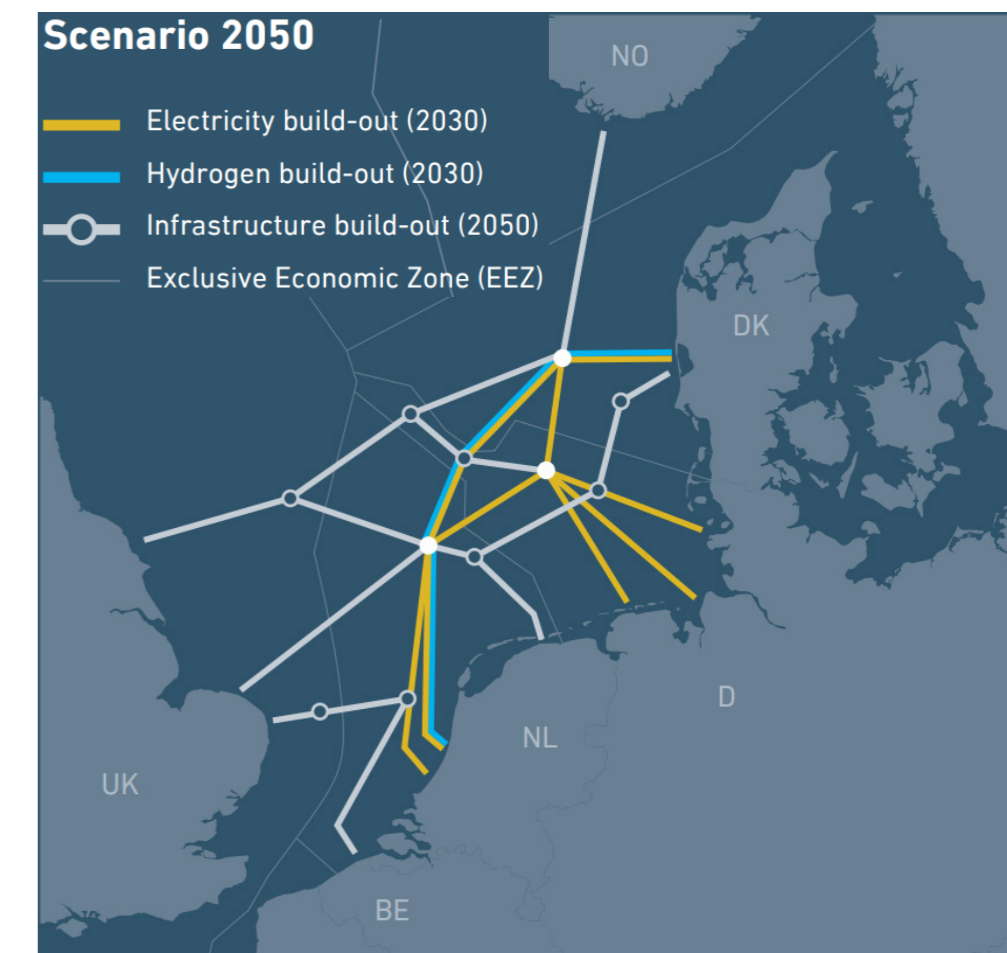 Scenario 2050
NO
Electricity build-out (2030)
Hydrogen build-out (2030)
Infrastructure build-out (2050)
Exclusive Economic Zone (EEZ)
DK
D
NL
UK
BE